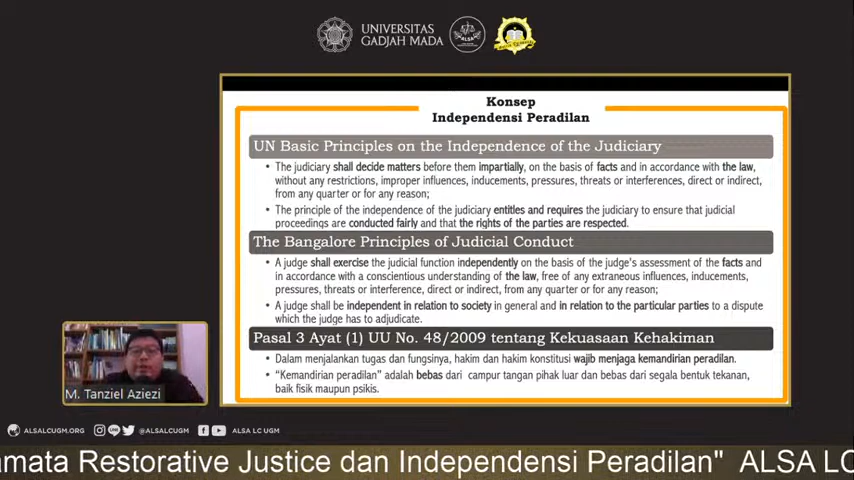 UNIVERSITAS
GADJAH MADA
Konsep
Independensi Peradilan
UN Basic Principles on the Independence of the Judiciary
• The judiciary shall decide matters before them impartially, on the basis of facts and in accordance with the law,
without any restrictions, improper influences, inducements, pressures, threats or interferences, direct or indirect,
from any quarter or for any reason;
• The principle of the independence of the judiciary entitles and requires the judiciary to ensure that judicial
proceedings are conducted fairly and that the rights of the parties are respected.
The Bangalore Principles of Judicial Conduct
• A judge shall exercise the judicial function independently on the basis of the judge's assessment of the facts and
in accordance with a conscientious understanding of the law, free of any extraneous influences, inducements,
pressures, threats or interference, direct or indirect, from any quarter or for any reason;
• A judge shall be independent in relation to society in general and in relation to the particular parties to a dispute
which the judge has to adjudicate.
Pasal 3 Ayat (1) UU No. 48/2009 tentang Kekuasaan Kehakiman
• Dalam menjalankan tugas dan fungsinya, hakim dan hakim konstitusi wajib menjaga kemandirian peradilan.
• "Kemandirian peradilan" adalah bebas dari campur tangan pihak luar dan bebas dari segala bentuk tekanan,
baik fisik maupun psikis.
M. Tanziel Aziezi
ALSALCUGM.ORG @ALSALCUGM ALSA LC UGM
amata Restorative Justice dan Independensi Peradilan" ALSA LC